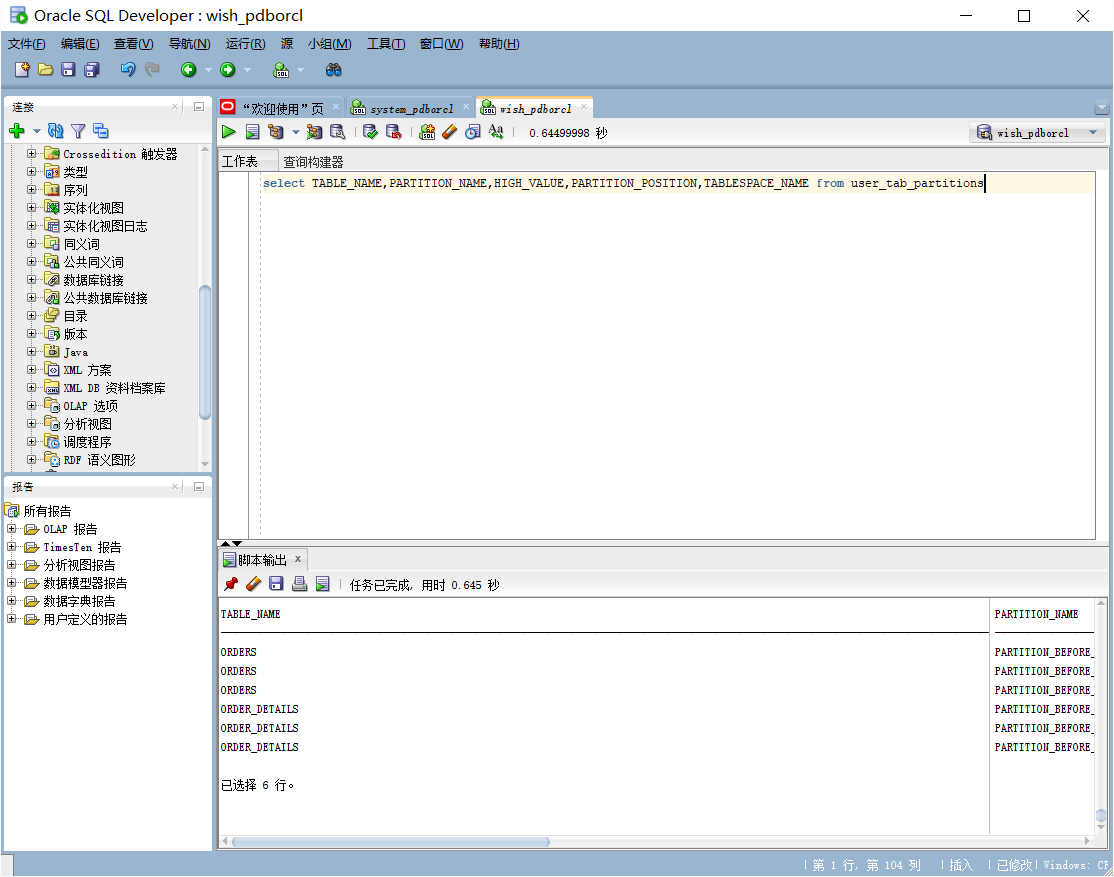 Oracle SQL Developer : wish_pdborcl
文件(F) 编辑(E) 查看(V) 导航(N) 运行(R) 源 小组(M) 工具(T) 窗口(W) 帮助(H)
连接
Crossedition 触发器
类型
序列
实体化视图
实体化视图日志
同义词
公共同义词
数据库链接
公共数据库链接
目录
版本
Java
XML 方案
XML DB 资料档案库
OLAP 选项
分析视图
调度程序
RDF 语义图形
报告
所有报告
OLAP 报告
TimesTen 报告
分析视图报告
数据模型器报告
数据字典报告
用户定义的报告
“欢迎使用”页 system_pdborcl wish_pdborcl
0.64499998 秒 wish_pdborcl
工作表 查询构建器
select TABLE_NAME,PARTITION_NAME,HIGH_VALUE,PARTITION_POSITION,TABLESPACE_NAME from user_tab_partitions
脚本输出
任务已完成, 用时 0.645 秒
TABLE_NAME PARTITION_NAME
ORDERS PARTITION_BEFORE_
ORDERS PARTITION_BEFORE_
ORDERS PARTITION_BEFORE_
ORDER_DETAILS PARTITION_BEFORE_
ORDER_DETAILS PARTITION_BEFORE_
ORDER_DETAILS PARTITION_BEFORE_
已选择 6 行。
第 1 行, 第 104 列 插入 已修改 Windows: CR